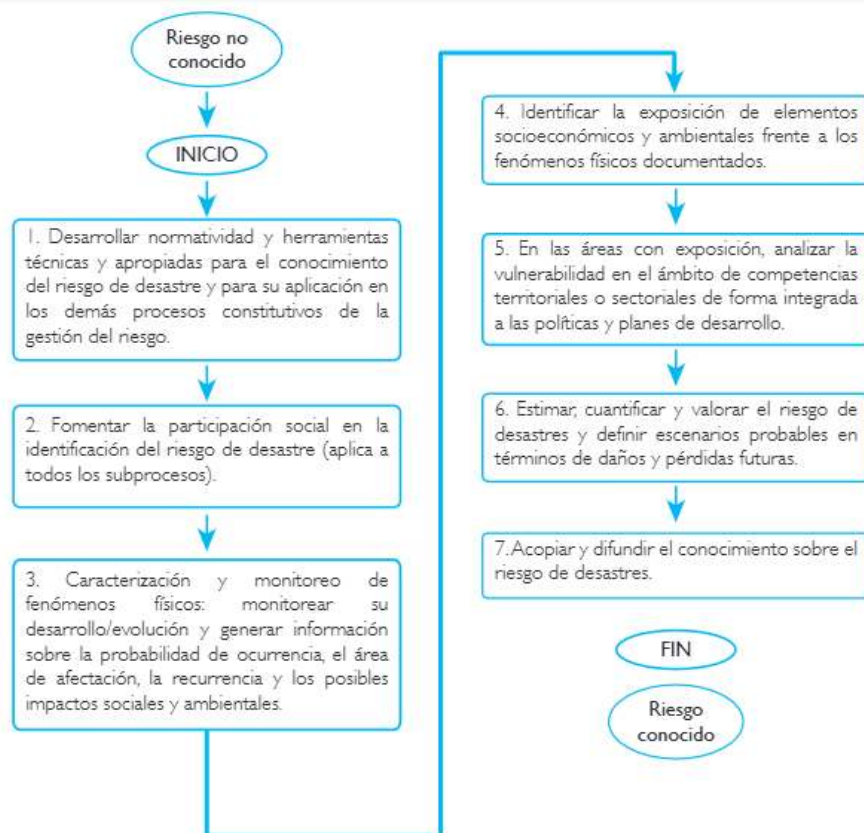 Riesgo no
conocido
INICIO
1. Desarrollar normatividad y herramientas
técnicas y apropiadas para el conocimiento
del riesgo de desastre y para su aplicación en
los demás procesos constitutivos de la
gestión del riesgo.
2. Fomentar la participación social en la
identificación del riesgo de desastre (aplica a
todos los subprocesos).
3. Caracterización y monitoreo de
fenómenos físicos: monitorear su
desarrollo/evolución y generar información
sobre la probabilidad de ocurrencia, el área
de afectación, la recurrencia y los posibles
impactos sociales y ambientales.
4. Identificar la exposición de elementos
socioeconómicos y ambientales frente a los
fenómenos físicos documentados.
5. En las áreas con exposición, analizar la
vulnerabilidad en el ámbito de competencias
territoriales o sectoriales de forma integrada
a las políticas y planes de desarrollo.
6. Estimar, cuantificar y valorar el riesgo de
desastres y definir escenarios probables en
términos de daños y pérdidas futuras.
7. Acopiar y difundir el conocimiento sobre el
riesgo de desastres.
FIN
Riesgo
conocido